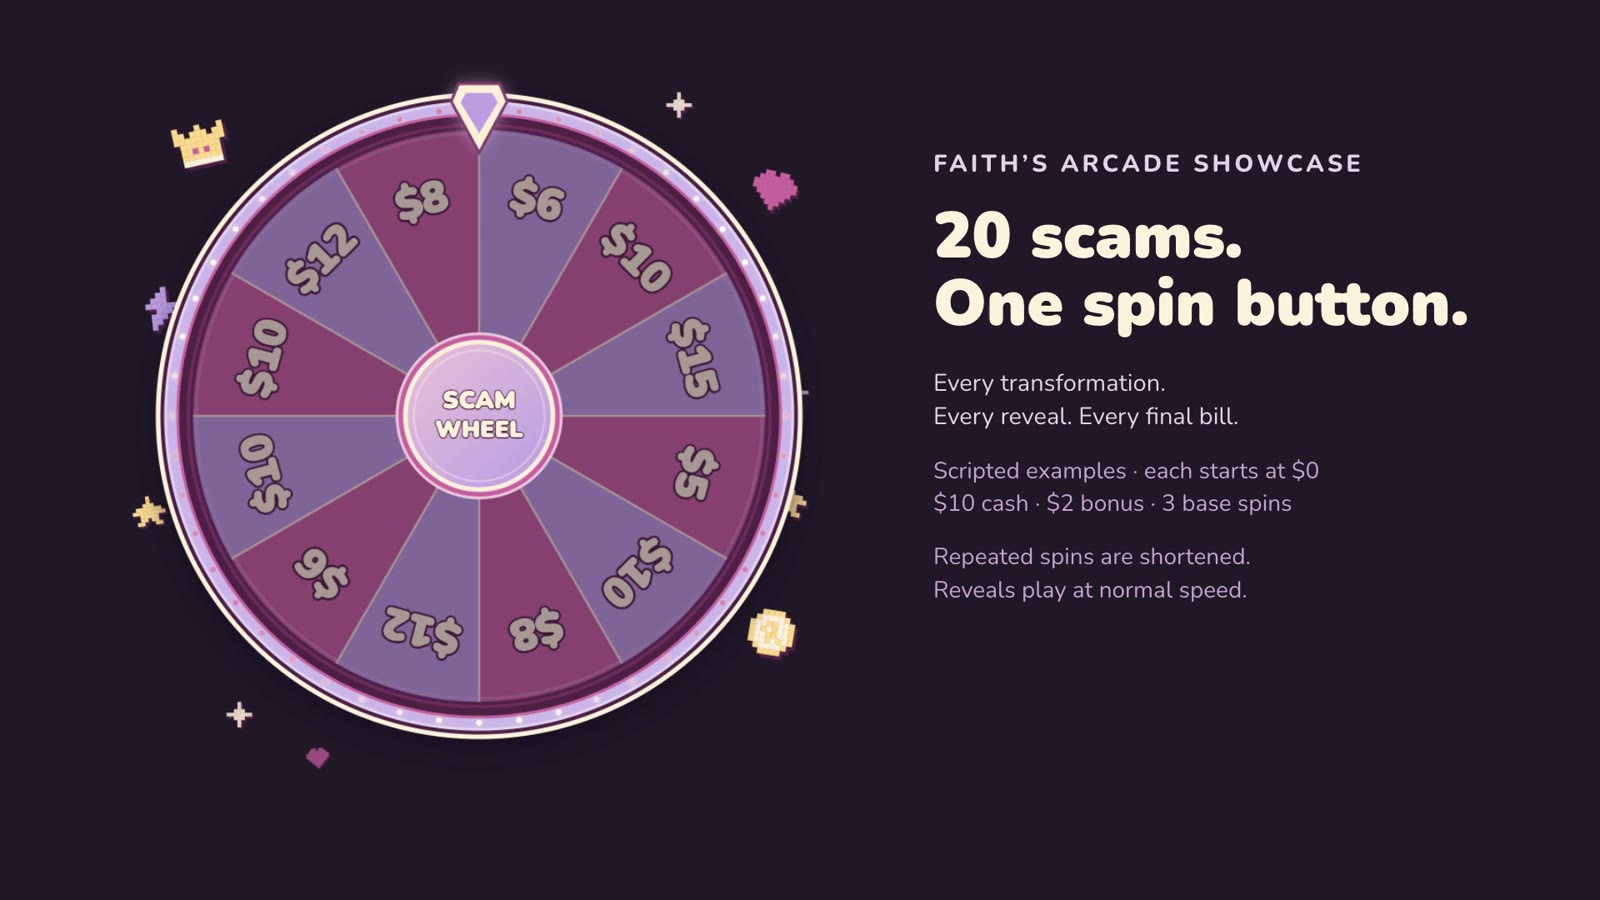 $8
$6
$12
$10
$10
$15
SCAM
WHEEL
$10
$5
$6
$10
$12
$8
FAITH’S ARCADE SHOWCASE
20 scams.
One spin button.
Every transformation.
Every reveal. Every final bill.
Scripted examples · each starts at $0
$10 cash · $2 bonus · 3 base spins
Repeated spins are shortened.
Reveals play at normal speed.